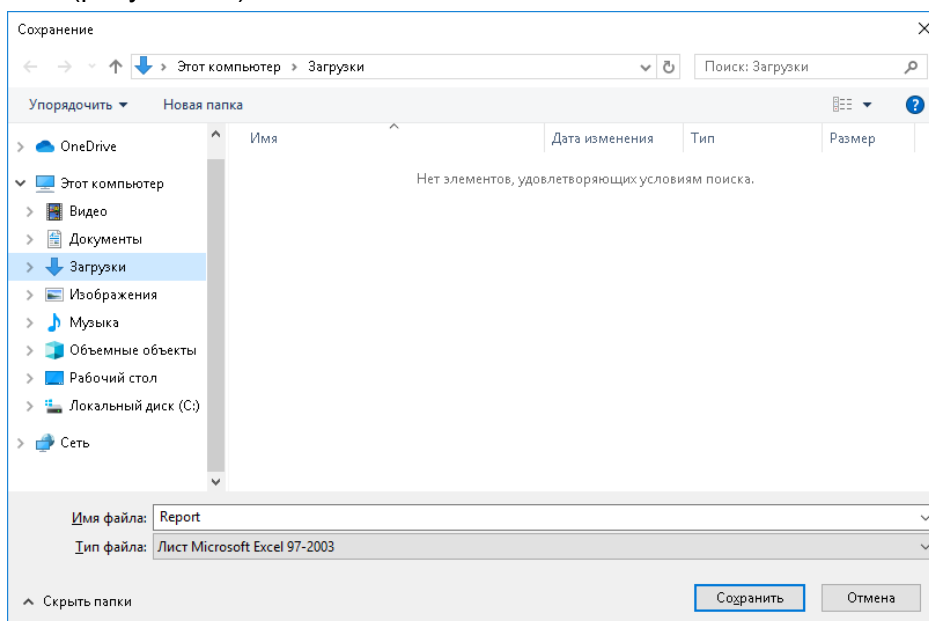 Сохранение
Этот компьютер > Загрузки
Поиск: Загрузки
Упорядочить
Новая папка
Имя
Дата изменения
Тип
Размер
Нет элементов, удовлетворяющих условиям поиска.
OneDrive
Этот компьютер
Видео
Документы
Загрузки
Изображения
Музыка
Объемные объекты
Рабочий стол
Локальный диск (C:)
Сеть
Имя файла: Report
Тип файла: Лист Microsoft Excel 97-2003
Скрыть папки
Сохранить
Отмена